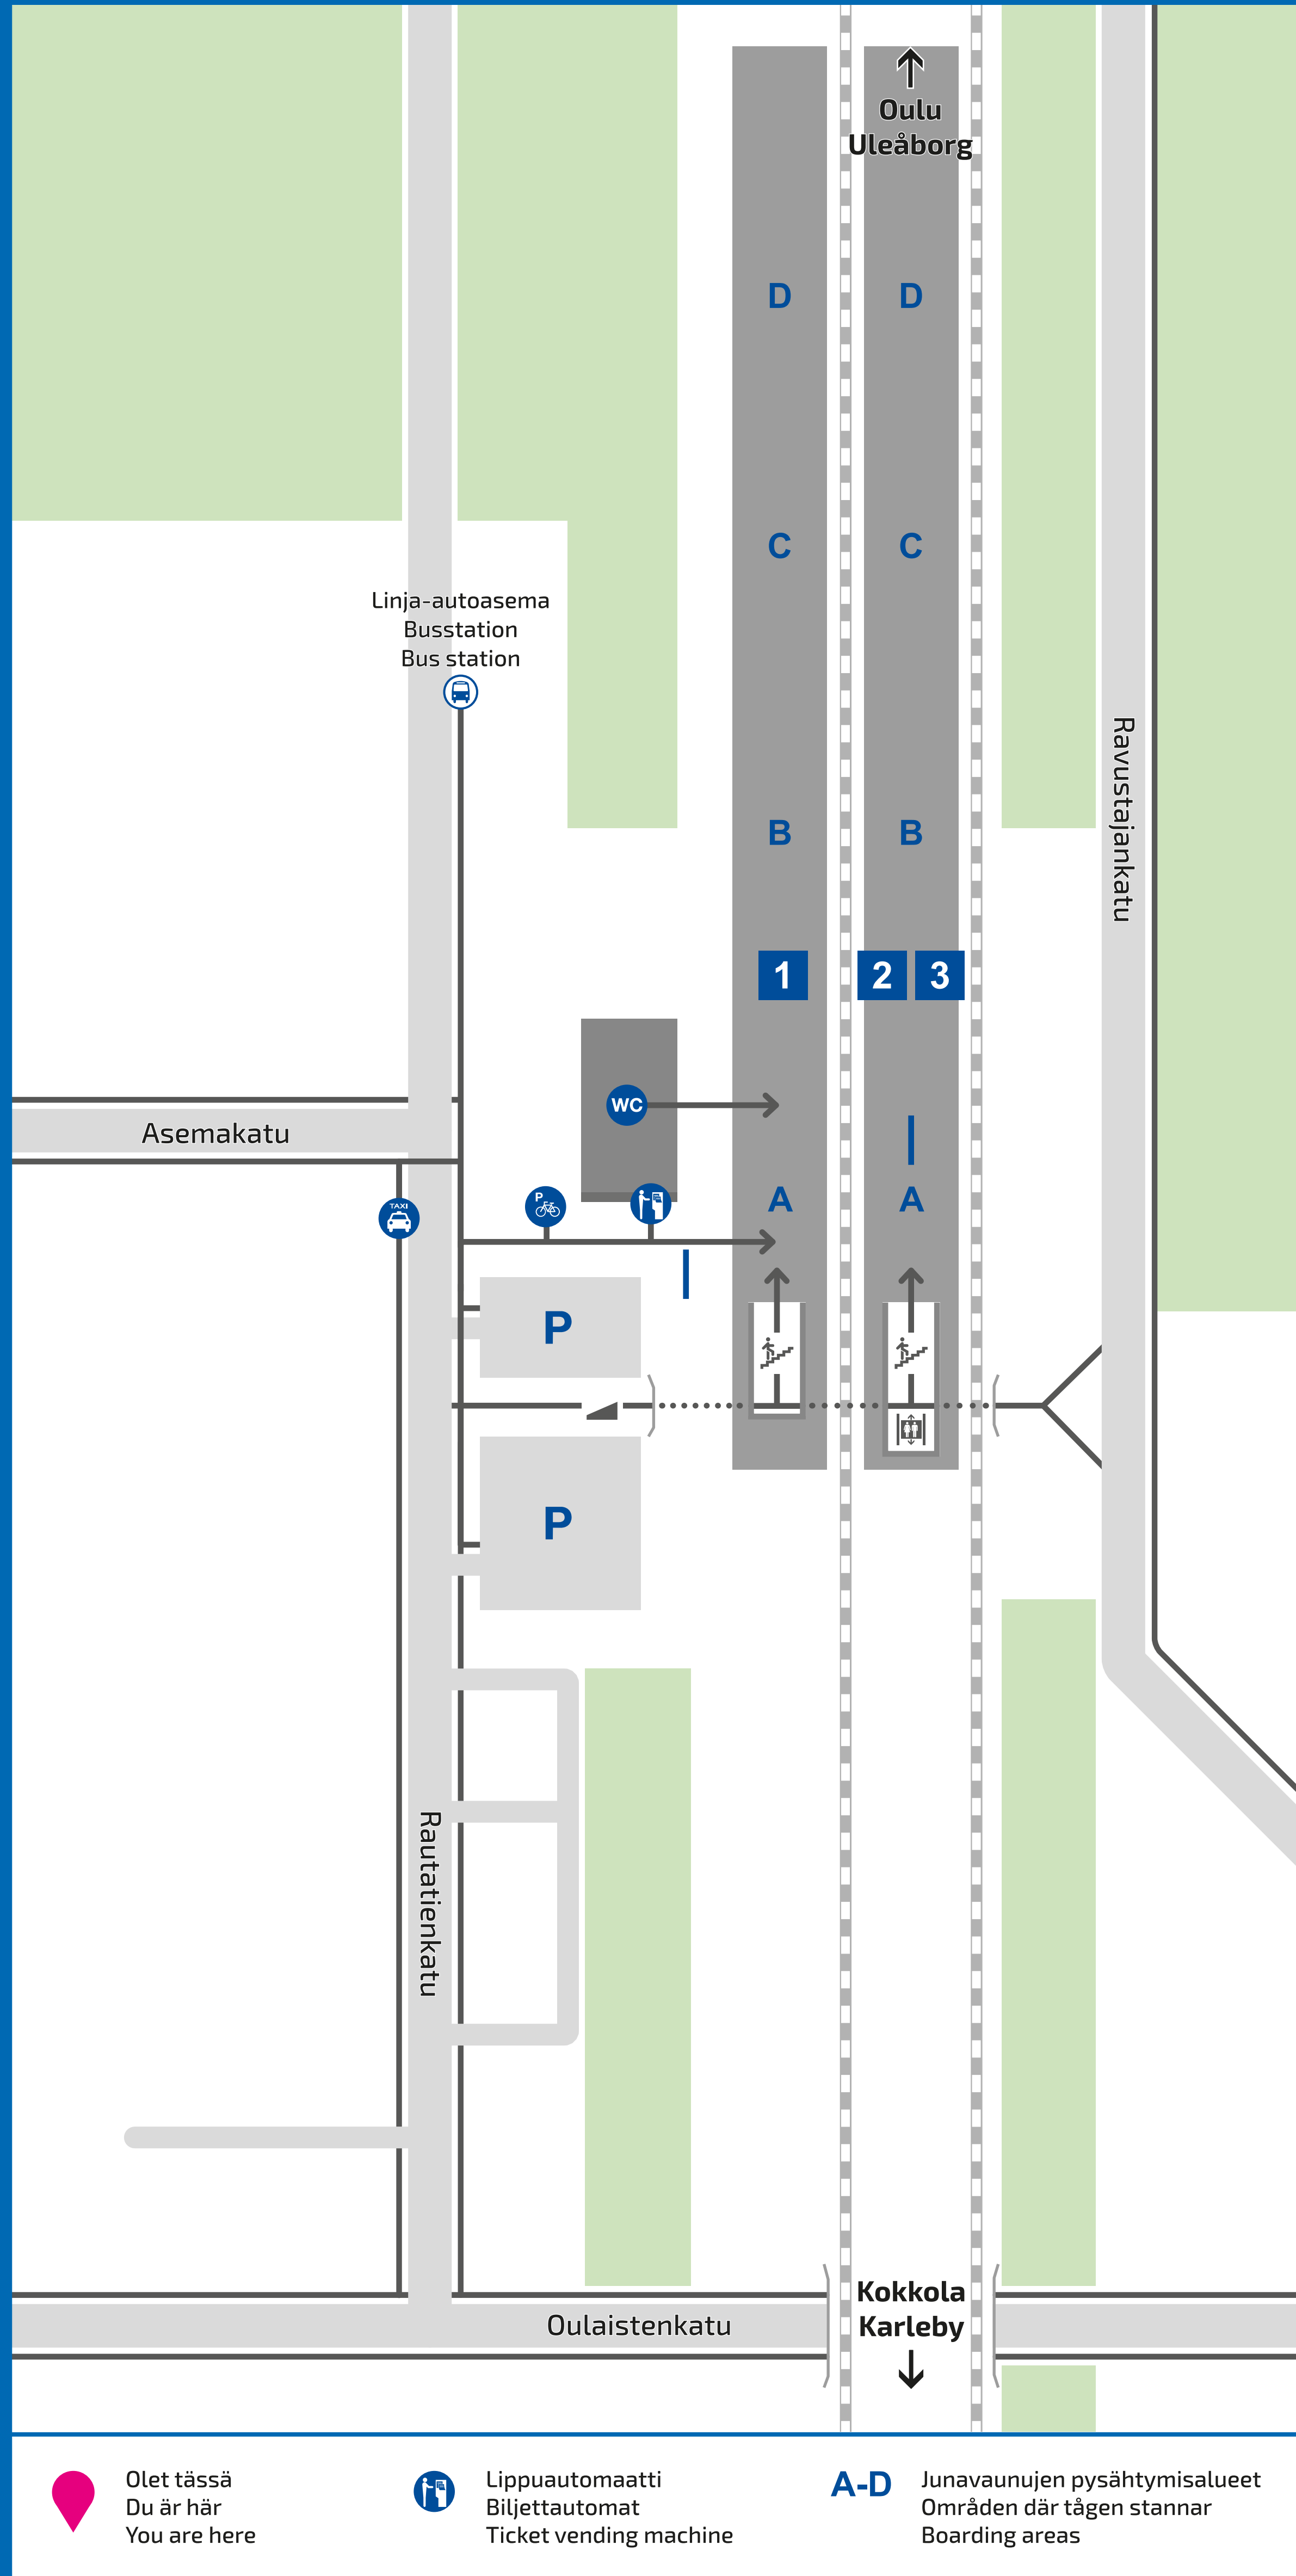 Oulu
Uleåborg
D
D
C
C
Linja-autoasema
Busstation
Bus station
Ravustajankatu
B
B
1
2
3
WC
Asemakatu
A
A
P
TAXI
P
P
Rautatienkatu
Kokkola
Karleby
Oulaistenkatu
Olet tässä
Du är här
You are here
Lippuautomaatti
Biljettautomat
Ticket vending machine
A-D
Junavaunujen pysähtymisalueet
Områden där tågen stannar
Boarding areas